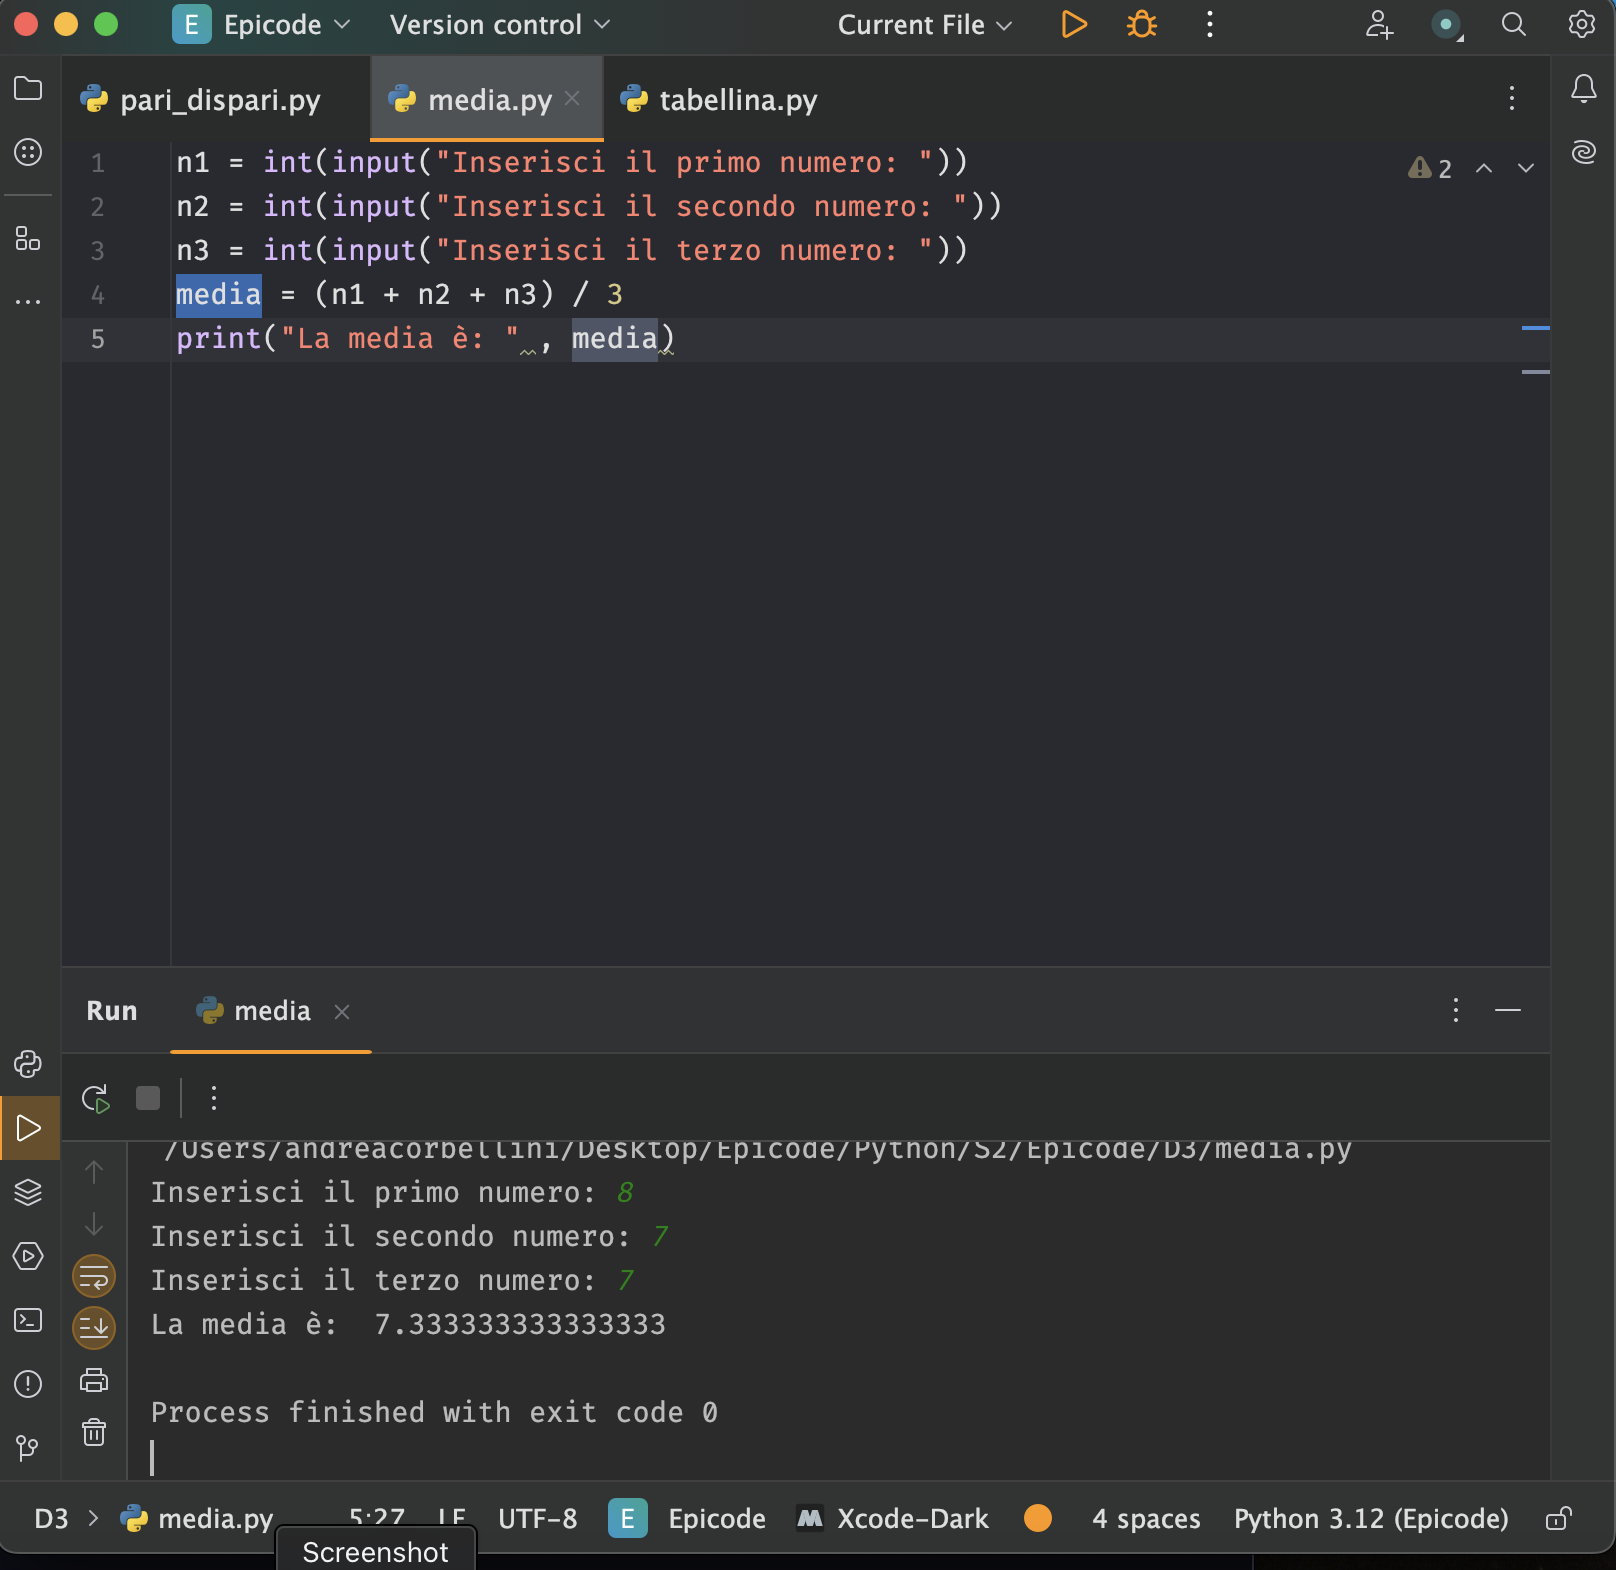 E Epicode Version control Current File
pari_dispari.py media.py tabellina.py
1 n1 = int(input("Inserisci il primo numero: "))
2 n2 = int(input("Inserisci il secondo numero: "))
3 n3 = int(input("Inserisci il terzo numero: "))
4 media = (n1 + n2 + n3) / 3
5 print("La media è: " , media)
2
Run media
/Users/andreacorbellini/Desktop/Epicode/Python/S2/Epicode/D3/media.py
Inserisci il primo numero: 8
Inserisci il secondo numero: 7
Inserisci il terzo numero: 7
La media è:  7.333333333333333
Process finished with exit code 0
D3 > media.py 5:27 LF UTF-8 E Epicode M Xcode-Dark 4 spaces Python 3.12 (Epicode)
Screenshot